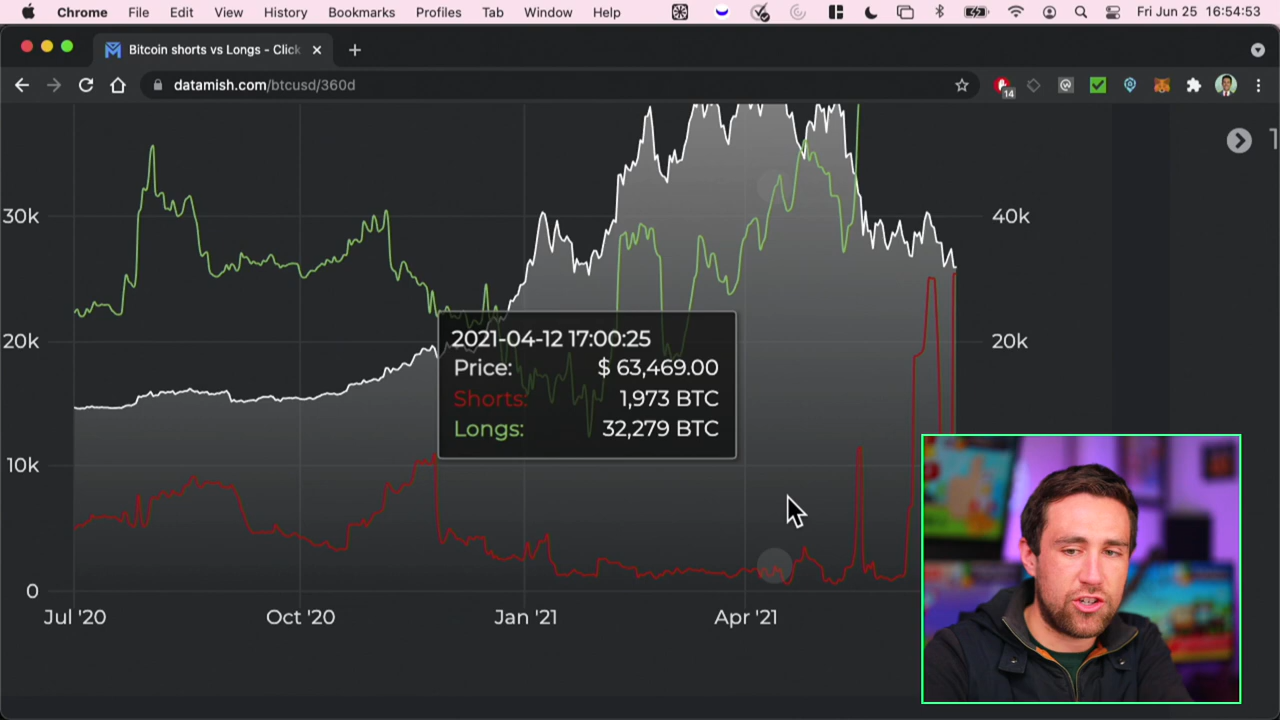 Chrome File Edit View History Bookmarks Profiles Tab Window Help Fri Jun 25 16:54:53
Bitcoin shorts vs Longs - Click
datamish.com/btcusd/360d
14
30k 40k
20k 20k
2021-04-12 17:00:25
Price: $ 63,469.00
Shorts: 1,973 BTC
Longs: 32,279 BTC
10k
0
Jul '20 Oct '20 Jan '21 Apr '21